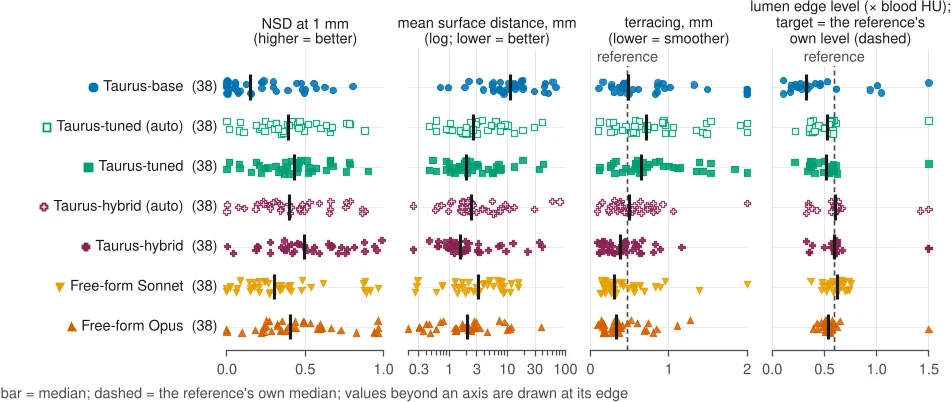 NSD at 1 mm
(higher = better)
mean surface distance, mm
(log; lower = better)
terracing, mm
(lower = smoother)
lumen edge level (× blood HU);
target = the reference's
own level (dashed)
reference
reference
Taurus-base (38)
Taurus-tuned (auto) (38)
Taurus-tuned (38)
Taurus-hybrid (auto) (38)
Taurus-hybrid (38)
Free-form Sonnet (38)
Free-form Opus (38)
0.0 0.5 1.0
0.3 1 3 10 30 100
0 1 2
0.0 0.5 1.0 1.5
bar = median; dashed = the reference's own median; values beyond an axis are drawn at its edge